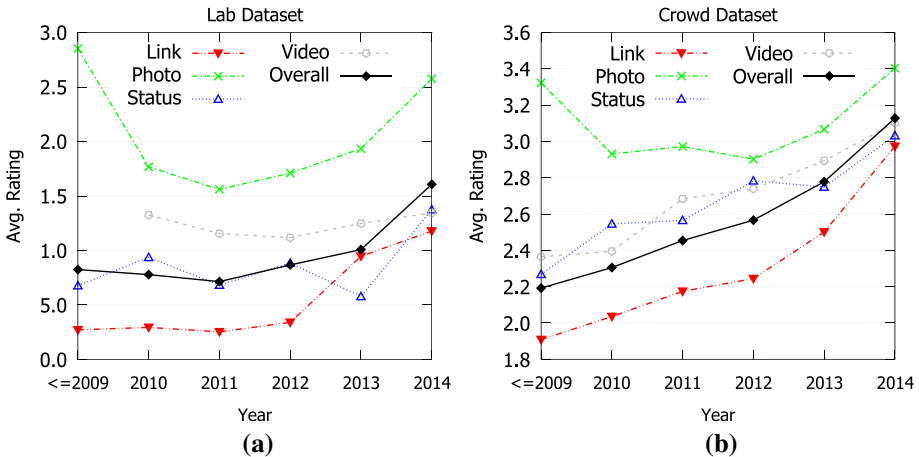 Lab Dataset
3.0
2.5
2.0
1.5
1.0
5.0
0.0
Avg. Rating
Link
Photo
Status
Video
Overall
<=2009 2010 2011 2012 2013 2014
Year
(a)
Crowd Dataset
3.6
3.4
3.2
3.0
2.8
2.6
2.4
2.2
2.0
1.8
Avg. Rating
Link
Photo
Status
Video
Overall
<=2009 2010 2011 2012 2013 2014
Year
(b)